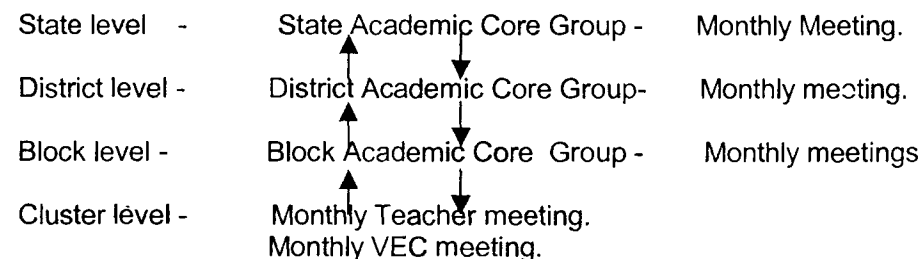 State level - State Academic Core Group - Monthly Meeting.
District level - District Academic Core Group- Monthly meeting.
Block level - Block Academic Core Group - Monthly meetings
Cluster level - Monthly Teacher meeting.
Monthly VEC meeting.